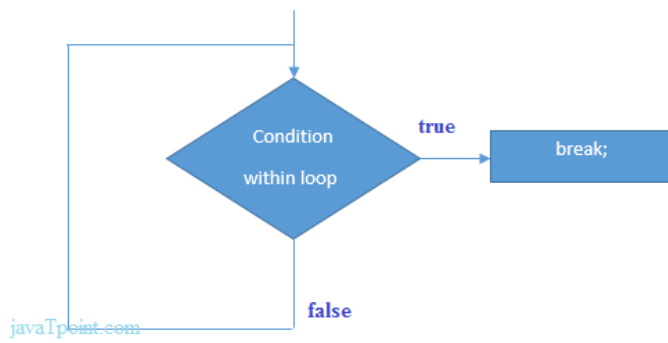 Condition
within loop
true
break;
false
javaTpoint.com